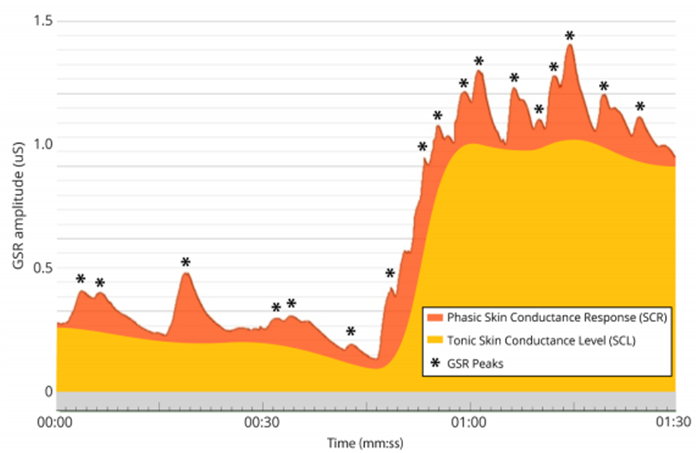 1.5
1.0
0.5
0
GSR amplitude (uS)
* * * * * * * * * * * * * * * * *
Phasic Skin Conductance Response (SCR)
Tonic Skin Conductance Level (SCL)
* GSR Peaks
00:00 00:30 01:00 01:30
Time (mm:ss)